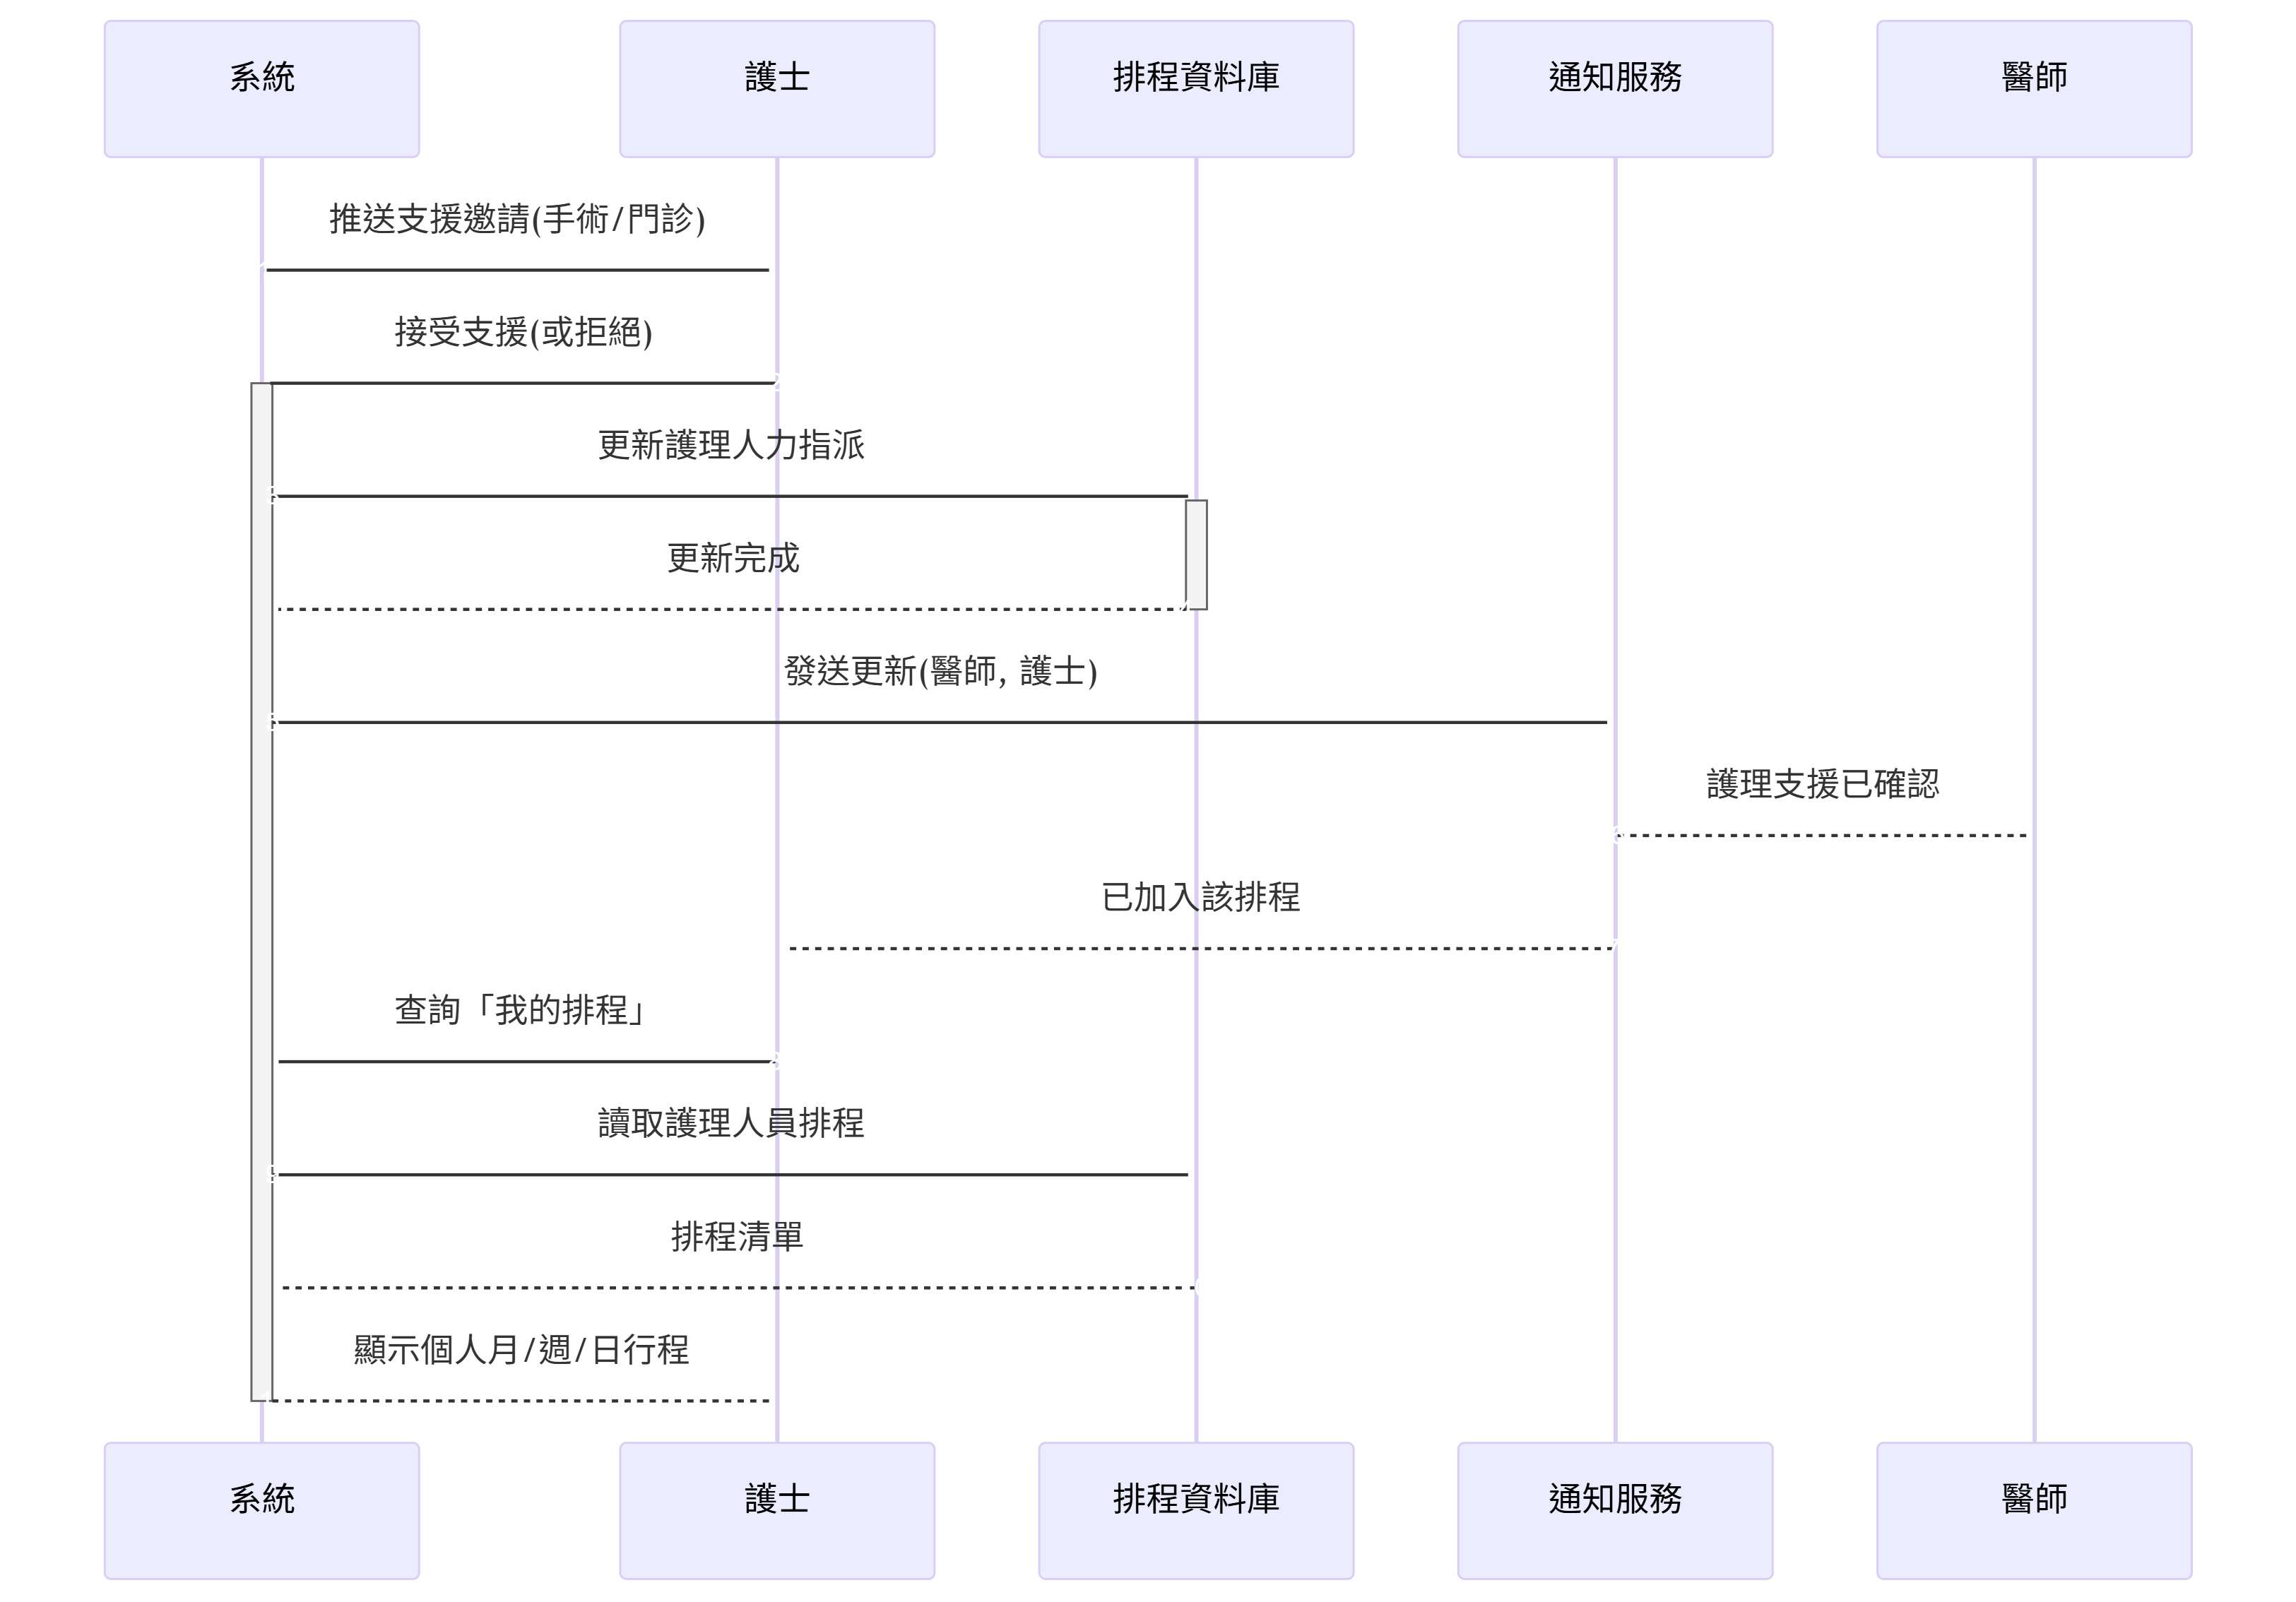 系統
護士
排程資料庫
通知服務
醫師
推送支援邀請(手術/門診)
接受支援(或拒絕)
更新護理人力指派
更新完成
發送更新(醫師, 護士)
護理支援已確認
已加入該排程
查詢「我的排程」
讀取護理人員排程
排程清單
顯示個人月/週/日行程
系統
護士
排程資料庫
通知服務
醫師